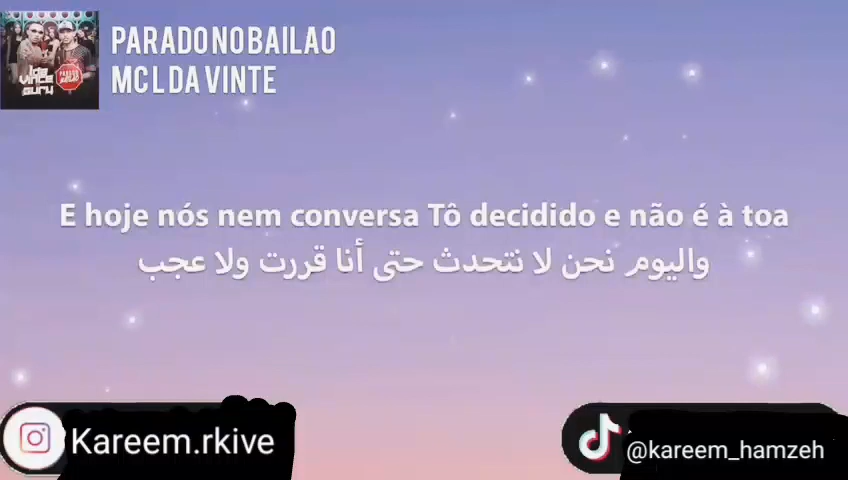 PARADO NO BAILAO
MC L DA VINTE
E hoje nós nem conversa Tô decidido e não é à toa
واليوم نحن لا نتحدث حتى أنا قررت ولا عجب
Kareem.rkive
@kareem_hamzeh